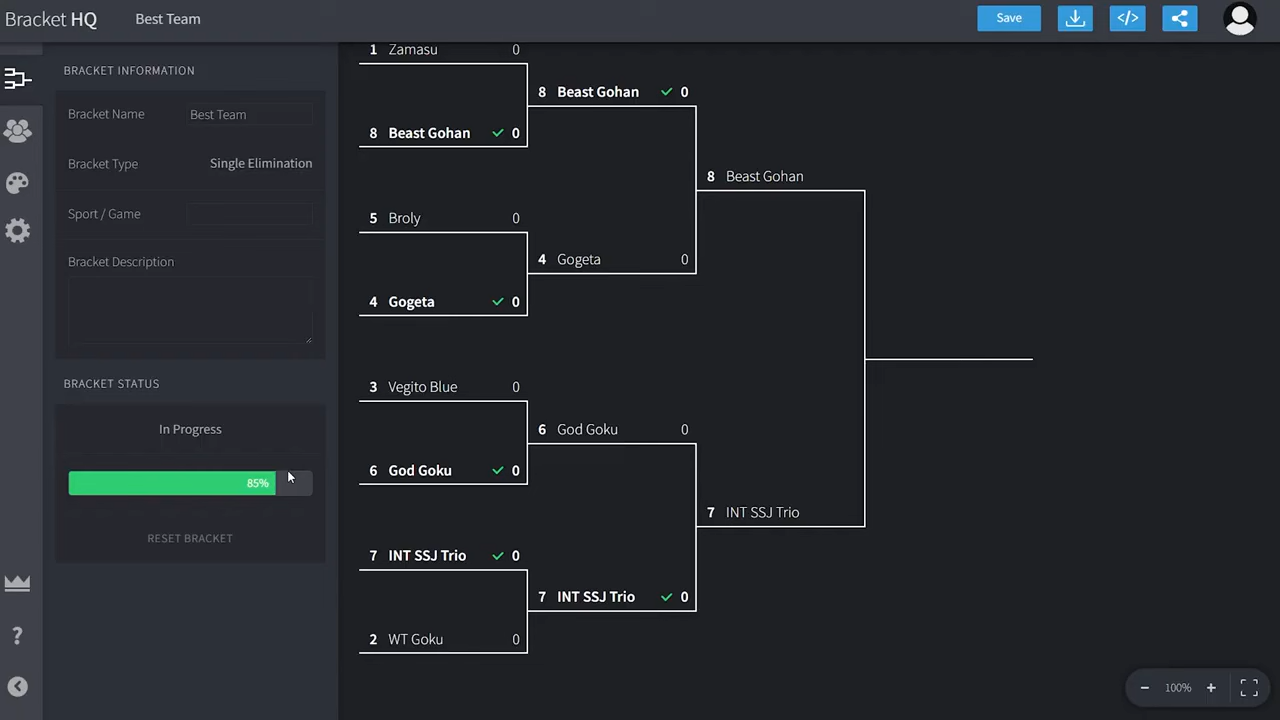 Bracket HQ
Best Team
Save
BRACKET INFORMATION
Bracket Name
Best Team
Bracket Type
Single Elimination
Sport / Game
Bracket Description
BRACKET STATUS
In Progress
85%
RESET BRACKET
1 Zamasu 0
8 Beast Gohan 0
5 Broly 0
4 Gogeta 0
3 Vegito Blue 0
6 God Goku 0
7 INT SSJ Trio 0
2 WT Goku 0
8 Beast Gohan 0
4 Gogeta 0
6 God Goku 0
7 INT SSJ Trio 0
8 Beast Gohan
7 INT SSJ Trio
?
100%